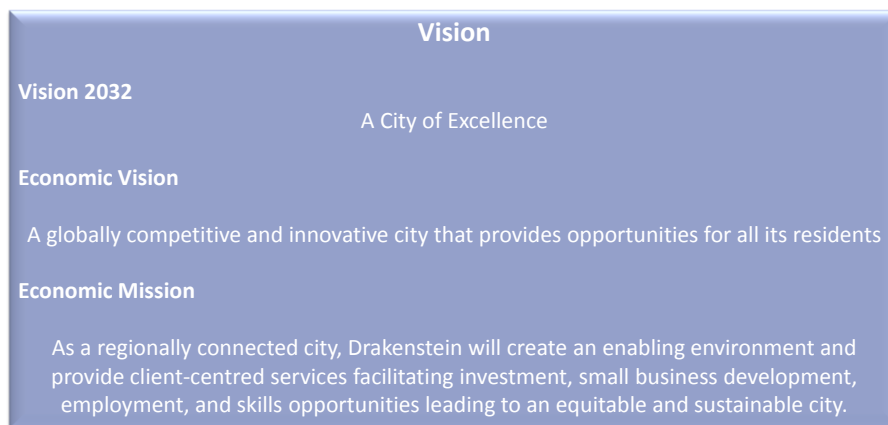 Vision
Vision 2032
A City of Excellence
Economic Vision
A globally competitive and innovative city that provides opportunities for all its residents
Economic Mission
As a regionally connected city, Drakenstein will create an enabling environment and
provide client-centred services facilitating investment, small business development,
employment, and skills opportunities leading to an equitable and sustainable city.